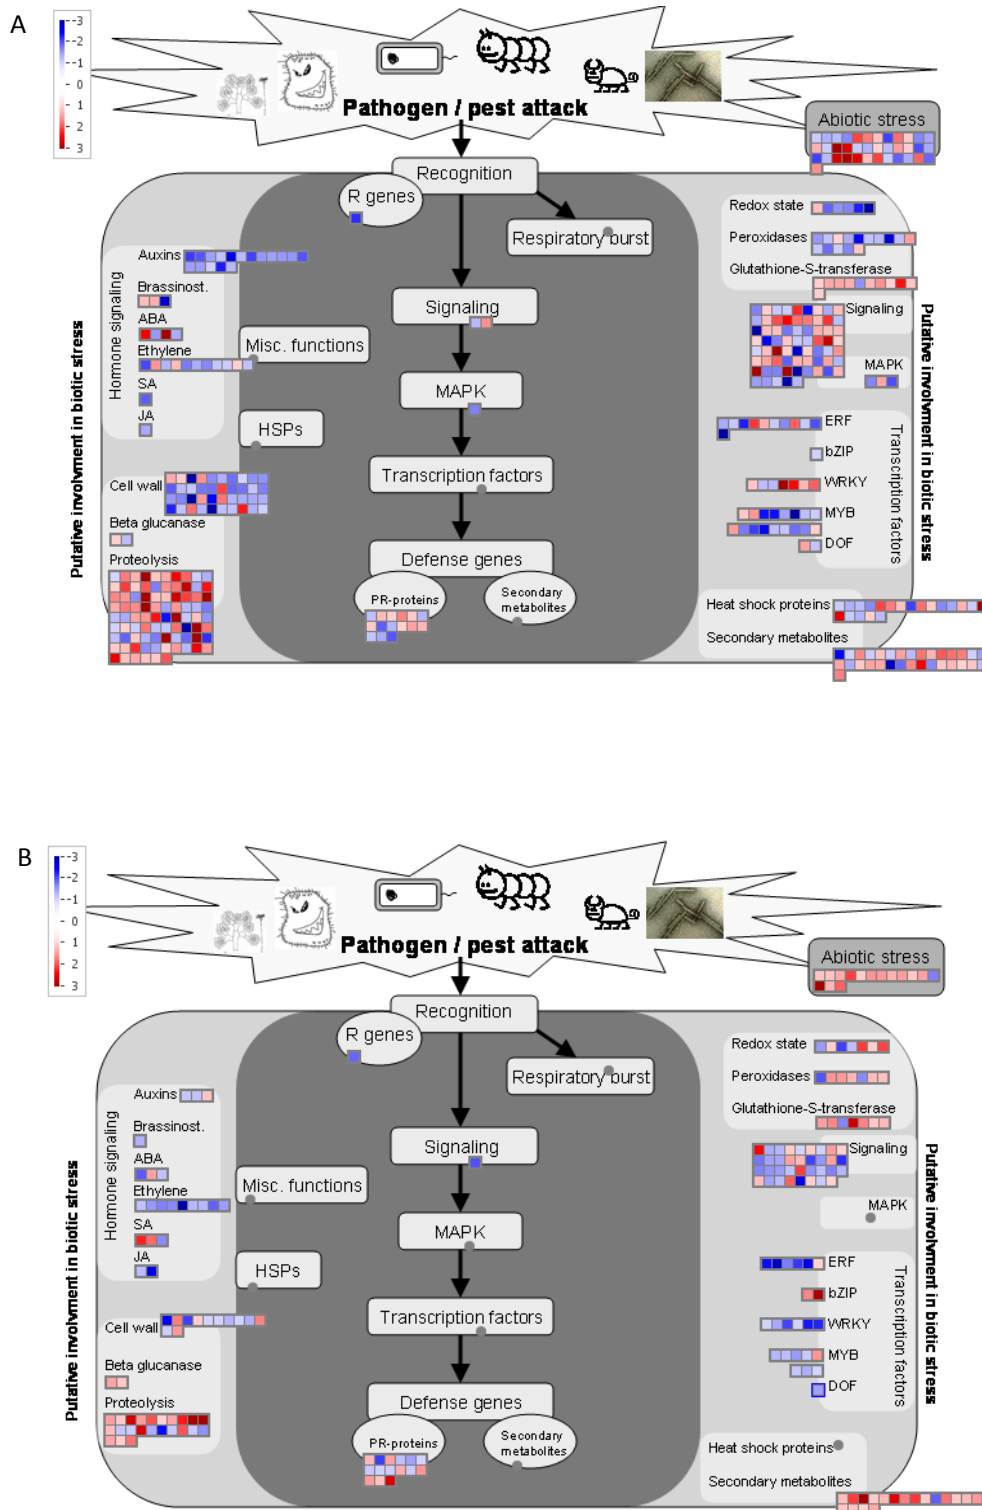 A
-3
-2
-1
0
1
2
3
Pathogen / pest attack
Abiotic stress
Recognition
R genes
Respiratory burst
Redox state
Peroxidases
Glutathione-S-transferase
Auxins
Brassinost.
ABA
Ethylene
SA
JA
Hormone signaling
Signaling
Signaling
Misc. functions
MAPK
MAPK
HSPs
ERF
bZIP
WRKY
MYB
DOF
Transcription factors
Transcription factors
Cell wall
Beta glucanase
Proteolysis
Defense genes
PR-proteins
Secondary
metabolites
Heat shock proteins
Secondary metabolites
Putative involvment in biotic stress
Putative involvment in biotic stress
B
-3
-2
-1
0
1
2
3
Pathogen / pest attack
Abiotic stress
Recognition
R genes
Respiratory burst
Redox state
Peroxidases
Glutathione-S-transferase
Auxins
Brassinost.
ABA
Ethylene
SA
JA
Hormone signaling
Signaling
Signaling
Misc. functions
MAPK
MAPK
HSPs
ERF
bZIP
WRKY
MYB
DOF
Transcription factors
Transcription factors
Cell wall
Beta glucanase
Proteolysis
Defense genes
PR-proteins
Secondary
metabolites
Heat shock proteins
Secondary metabolites
Putative involvment in biotic stress
Putative involvment in biotic stress